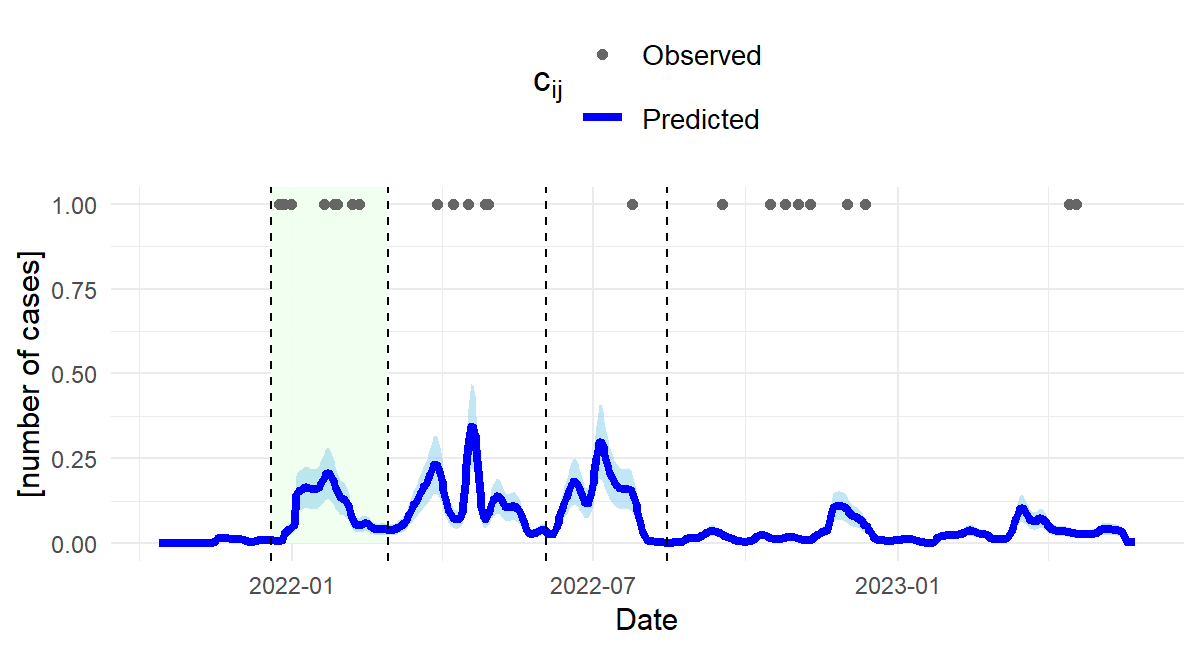 Observed
c_ij
Predicted
[number of cases]
1.00
0.75
0.50
0.25
0.00
2022-01
2022-07
2023-01
Date